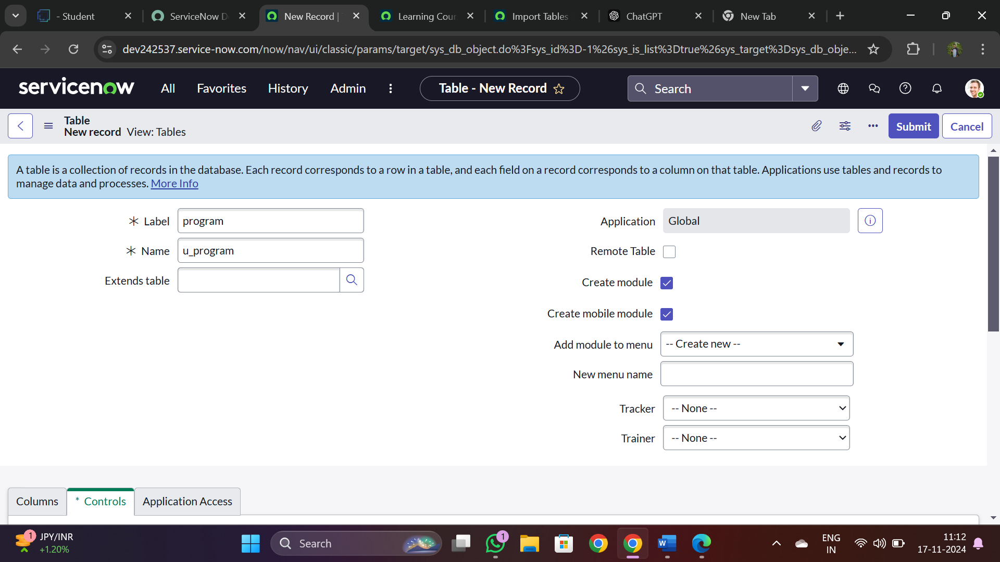 - Student
ServiceNow D
New Record |
Learning Cour
Import Tables
ChatGPT
New Tab
dev242537.service-now.com/now/nav/ui/classic/params/target/sys_db_object.do%3Fsys_id%3D-1%26sys_is_list%3Dtrue%26sys_target%3Dsys_db_obje...
servicenow
All
Favorites
History
Admin
Table - New Record
Search
Table
New record View: Tables
Submit
Cancel
A table is a collection of records in the database. Each record corresponds to a row in a table, and each field on a record corresponds to a column on that table. Applications use tables and records to
manage data and processes. More Info
* Label
program
Application
Global
* Name
u_program
Remote Table
Extends table
Create module
Create mobile module
Add module to menu
-- Create new --
New menu name
Tracker
-- None --
Trainer
-- None --
Columns
* Controls
Application Access
1
JPY/INR
+1.20%
Search
1
W
ENG
IN
11:12
17-11-2024